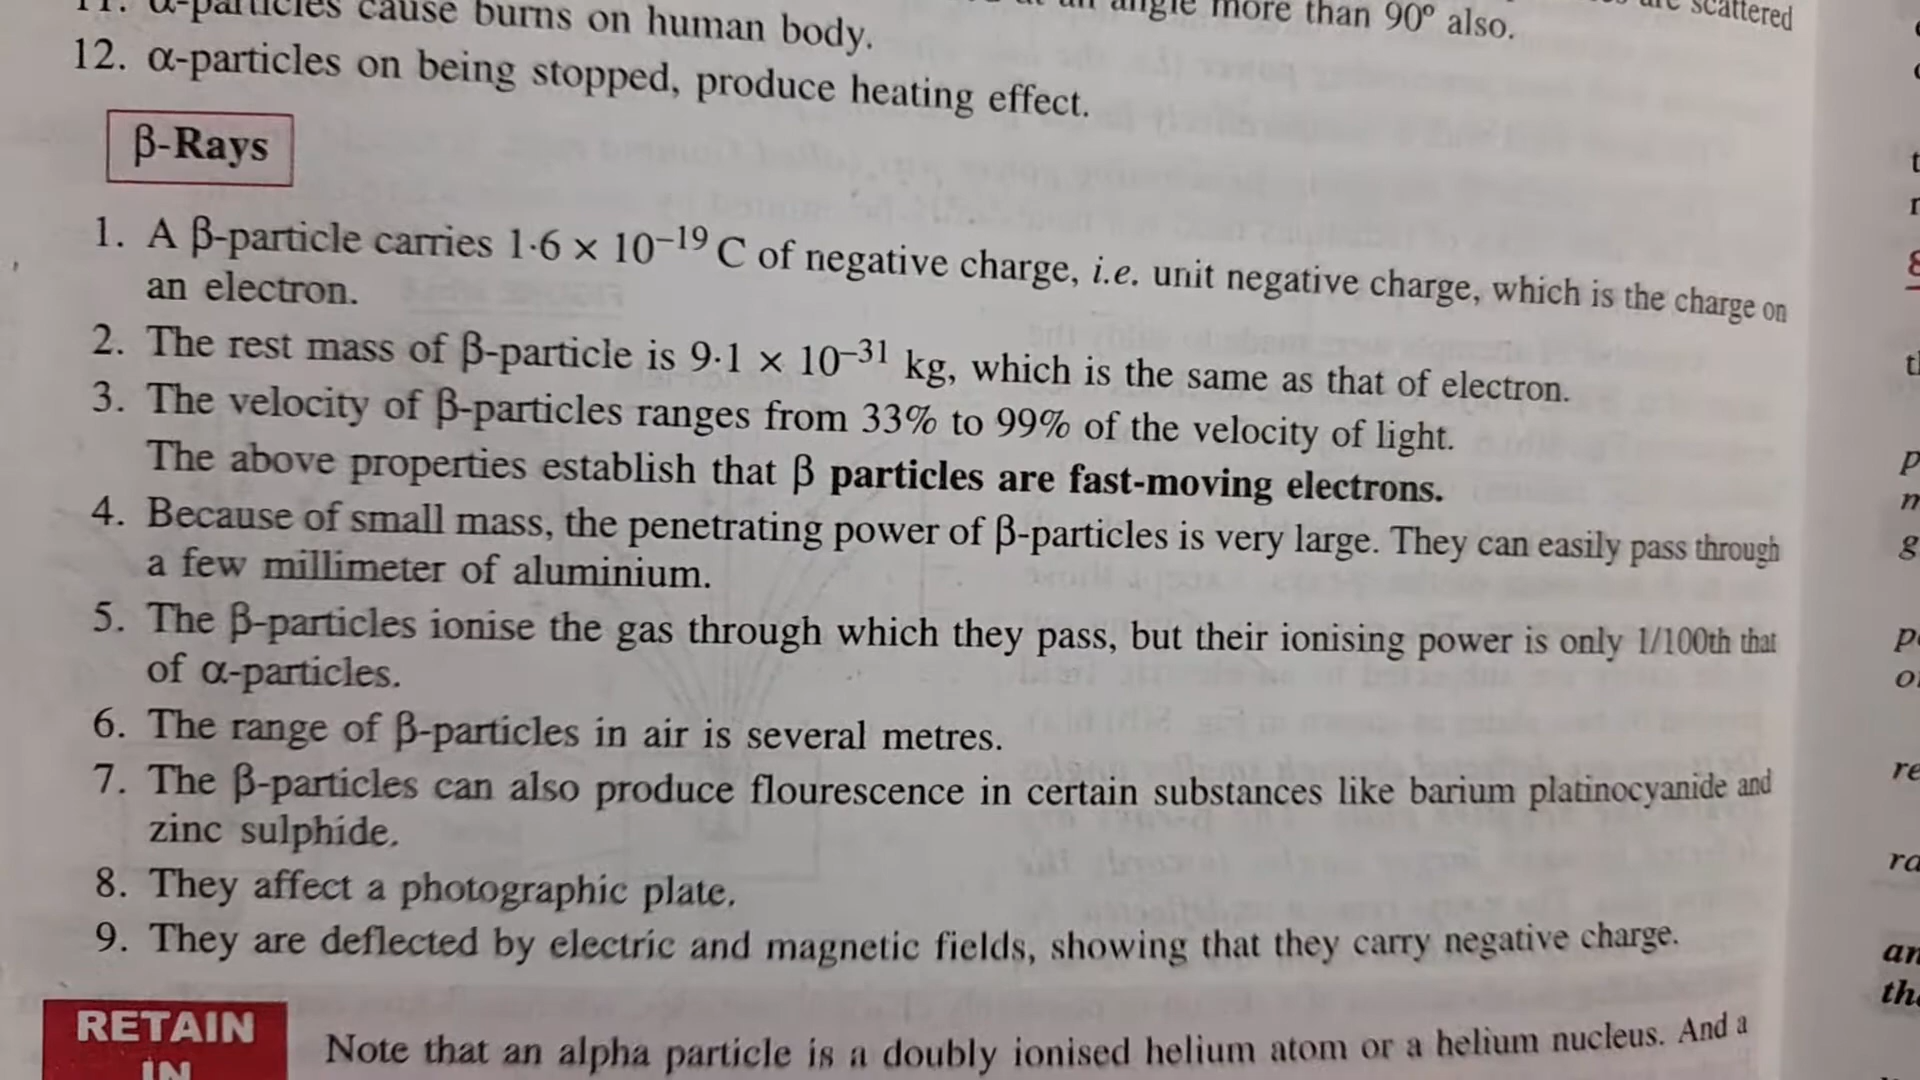 11. α-particles cause burns on human body.
an angle more than 90° also.
are scattered
12. α-particles on being stopped, produce heating effect.
β-Rays
1. A β-particle carries 1·6 × 10⁻¹⁹ C of negative charge, i.e. unit negative charge, which is the charge on
an electron.
2. The rest mass of β-particle is 9·1 × 10⁻³¹ kg, which is the same as that of electron.
3. The velocity of β-particles ranges from 33% to 99% of the velocity of light.
The above properties establish that β particles are fast-moving electrons.
4. Because of small mass, the penetrating power of β-particles is very large. They can easily pass through
a few millimeter of aluminium.
5. The β-particles ionise the gas through which they pass, but their ionising power is only 1/100th that
of α-particles.
6. The range of β-particles in air is several metres.
7. The β-particles can also produce flourescence in certain substances like barium platinocyanide and
zinc sulphide.
8. They affect a photographic plate.
9. They are deflected by electric and magnetic fields, showing that they carry negative charge.
RETAIN
IN
Note that an alpha particle is a doubly ionised helium atom or a helium nucleus. And a